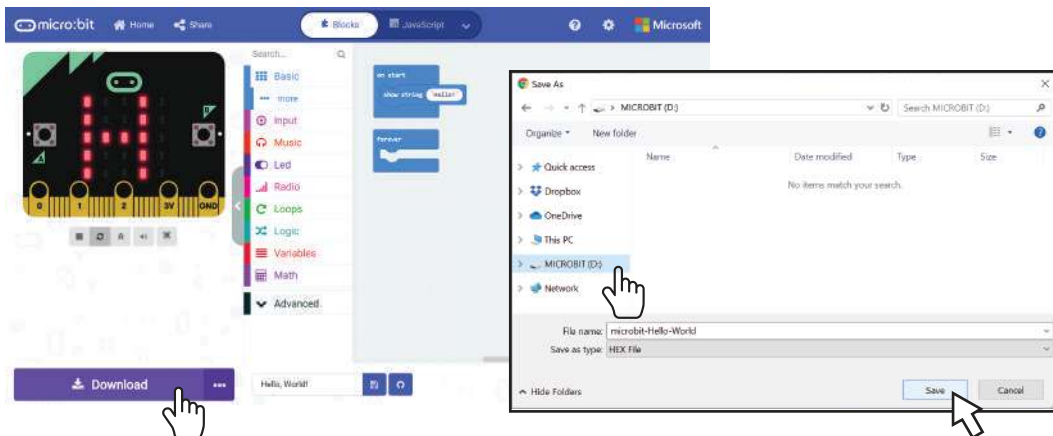 micro:bit Home Share Blocks JavaScript Microsoft
Search...
Basic
more
Input
Music
Led
Radio
Loops
Logic
Variables
Math
Advanced
on start
show string "Hello!"
forever
A
B
0 1 2 3V GND
Download
Hello, World!
Save As
MICROBIT (D:)
Search MICROBIT (D:)
Organize New folder
Name Date modified Type Size
No items match your search.
Quick access
Dropbox
OneDrive
This PC
MICROBIT (D:)
Network
File name: microbit-Hello-World
Save as type: HEX File
Hide Folders
Save Cancel